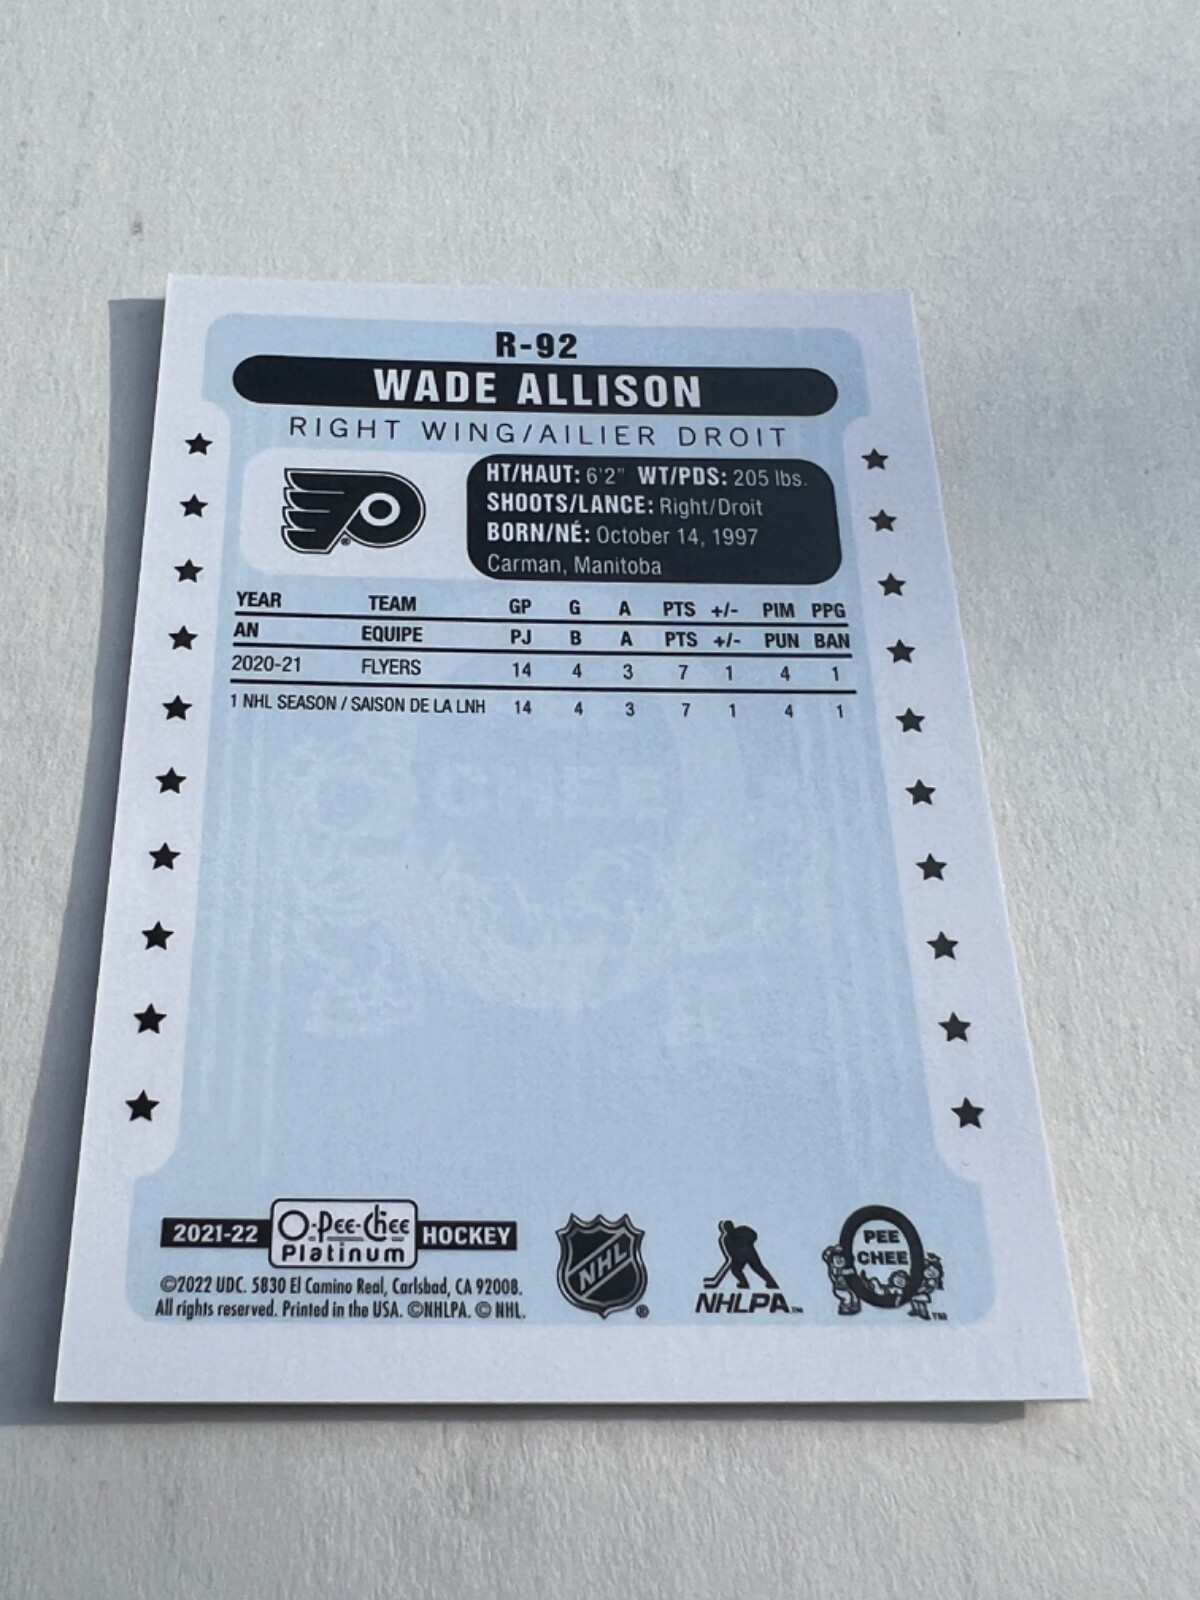 R-92
WADE ALLISON
RIGHT WING/AILIER DROIT
HT/HAUT: 6'2" WT/PDS: 205 lbs.
SHOOTS/LANCE: Right/Droit
BORN/NÉ: October 14, 1997
Carman, Manitoba
YEAR TEAM GP G A PTS +/- PIM PPG
AN EQUIPE PJ B A PTS +/- PUN BAN
2020-21 FLYERS 14 4 3 7 1 4 1
1 NHL SEASON / SAISON DE LA LNH 14 4 3 7 1 4 1
2021-22 O-Pee-Chee Platinum HOCKEY
©2022 UDC. 5830 El Camino Real, Carlsbad, CA 92008.
All rights reserved. Printed in the USA. ©NHLPA. © NHL.
NHL ®
NHLPA™
O PEE CHEE ™